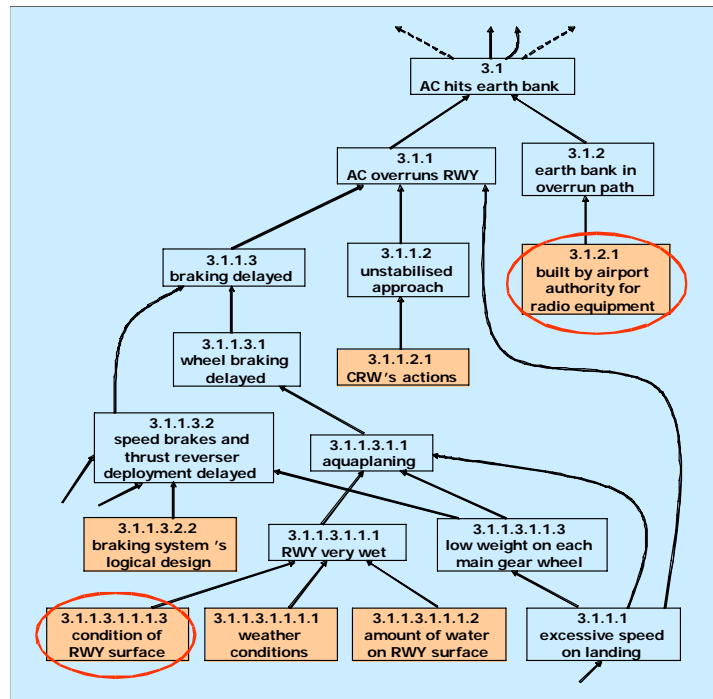 3.1
AC hits earth bank
3.1.1
AC overruns RWY
3.1.2
earth bank in
overrun path
3.1.1.3
braking delayed
3.1.1.2
unstabilised
approach
3.1.2.1
built by airport
authority for
radio equipment
3.1.1.3.1
wheel braking
delayed
3.1.1.2.1
CRW's actions
3.1.1.3.2
speed brakes and
thrust reverser
deployment delayed
3.1.1.3.1.1
aquaplaning
3.1.1.3.2.2
braking system 's
logical design
3.1.1.3.1.1.1
RWY very wet
3.1.1.3.1.1.3
low weight on each
main gear wheel
3.1.1.3.1.1.1.3
condition of
RWY surface
3.1.1.3.1.1.1.1
weather
conditions
3.1.1.3.1.1.1.2
amount of water
on RWY surface
3.1.1.1
excessive speed
on landing